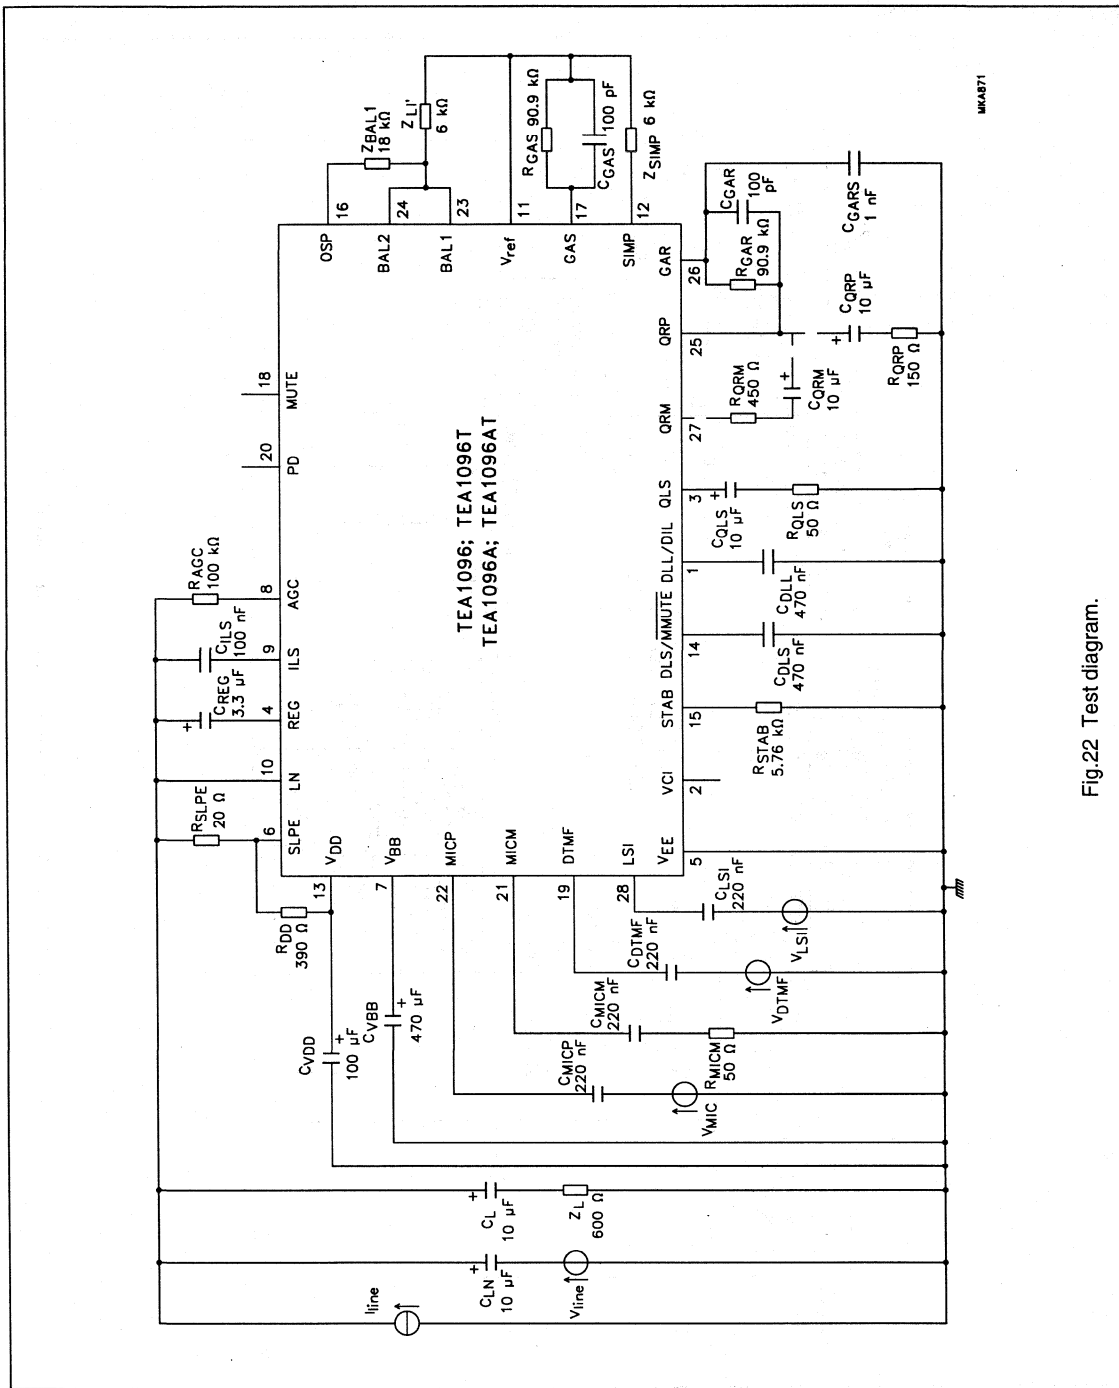 Iline
CLN
10 µF
Vline
CL
10 µF
ZL
600 Ω
CVDD
100 µF
CVBB
470 µF
RDD
390 Ω
RSLPE
20 Ω
CREG
3.3 µF
CILS
100 nF
RAGC
100 kΩ
6
10
4
9
8
20
18
SLPE
LN
REG
ILS
AGC
PD
MUTE
13
7
22
21
19
28
VDD
VBB
MICP
MICM
DTMF
LSI
TEA1096; TEA1096T
TEA1096A; TEA1096AT
OSP
BAL2
BAL1
Vref
GAS
SIMP
16
24
23
11
17
12
ZBAL1
18 kΩ
ZLI'
6 kΩ
RGAS 90.9 kΩ
CGAS 100 pF
ZSIMP 6 kΩ
VEE
VCI
STAB
DLS/MMUTE
DLL/DIL
QLS
QRM
QRP
GAR
5
2
15
14
1
3
27
25
26
CMICP
220 nF
VMIC
CMICM
220 nF
RMICM
50 Ω
CDTMF
220 nF
VDTMF
CLSI
220 nF
VLSI
RSTAB
5.76 kΩ
CDLS
470 nF
CDLL
470 nF
CQLS
10 µF
RQLS
50 Ω
RQRM
450 Ω
CQRM
10 µF
CQRP
10 µF
RQRP
150 Ω
RGAR
90.9 kΩ
CGAR
100 pF
CGARS
1 nF
MKA871
Fig.22 Test diagram.